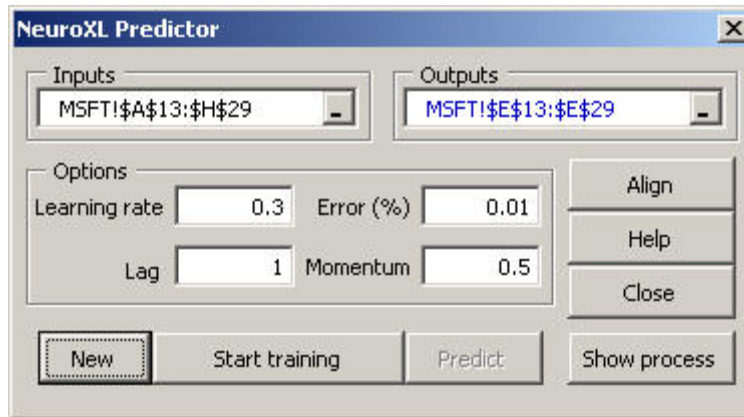 NeuroXL Predictor
Inputs
Outputs
MSFT!$A$13:$H$29
MSFT!$E$13:$E$29
Options
Learning rate 0.3 Error (%) 0.01
Lag 1 Momentum 0.5
Align
Help
Close
New Start training Predict Show process